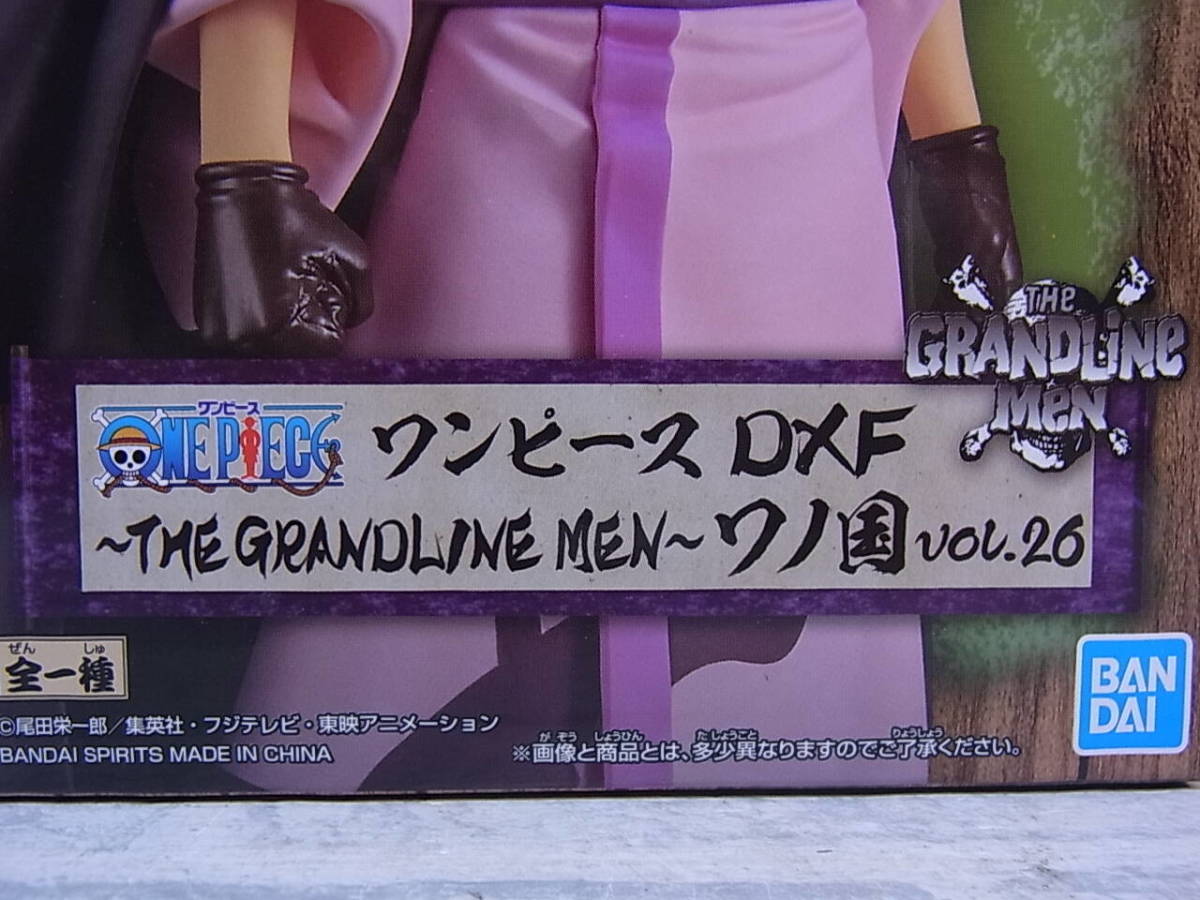 THE
GRANDLINE
MEN
ワンピース
ONE PIECE
ワンピース DXF
~THE GRANDLINE MEN~ ワノ国 VOL.26
ぜん しゅ
全一種
BAN
DAI
©尾田栄一郎／集英社・フジテレビ・東映アニメーション
BANDAI SPIRITS MADE IN CHINA
がぞう しょうひん たしょうこと りょうしょう
※画像と商品とは、多少異なりますのでご了承ください。